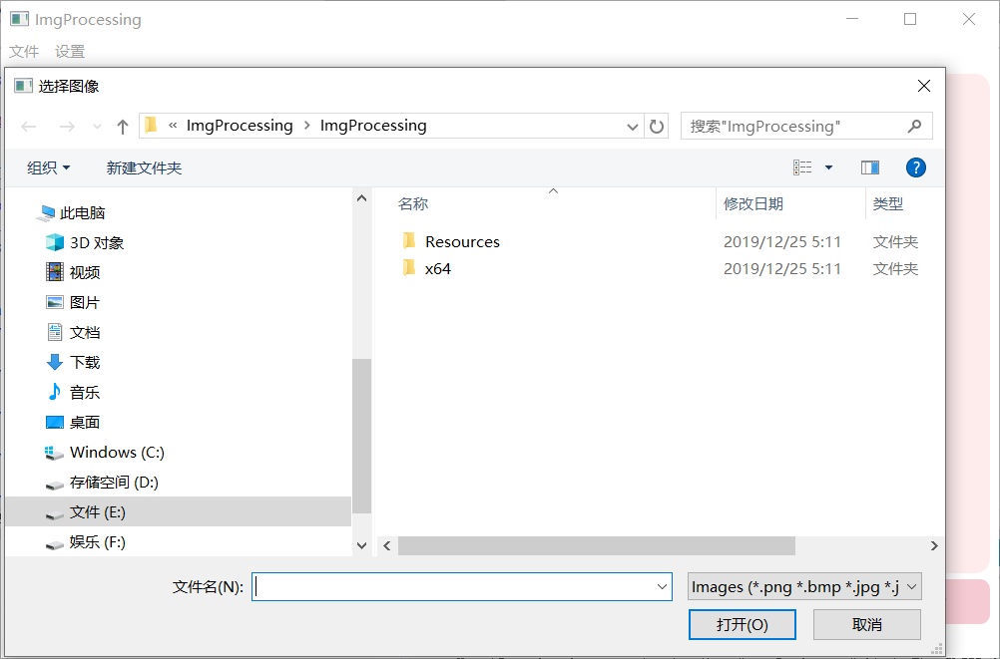 ImgProcessing
文件 设置
选择图像
« ImgProcessing › ImgProcessing
搜索"ImgProcessing"
组织 新建文件夹 ?
此电脑
3D 对象
视频
图片
文档
下载
音乐
桌面
Windows (C:)
存储空间 (D:)
文件 (E:)
娱乐 (F:)
名称 修改日期 类型
Resources 2019/12/25 5:11 文件夹
x64 2019/12/25 5:11 文件夹
文件名(N):
Images (*.png *.bmp *.jpg *.j
打开(O) 取消